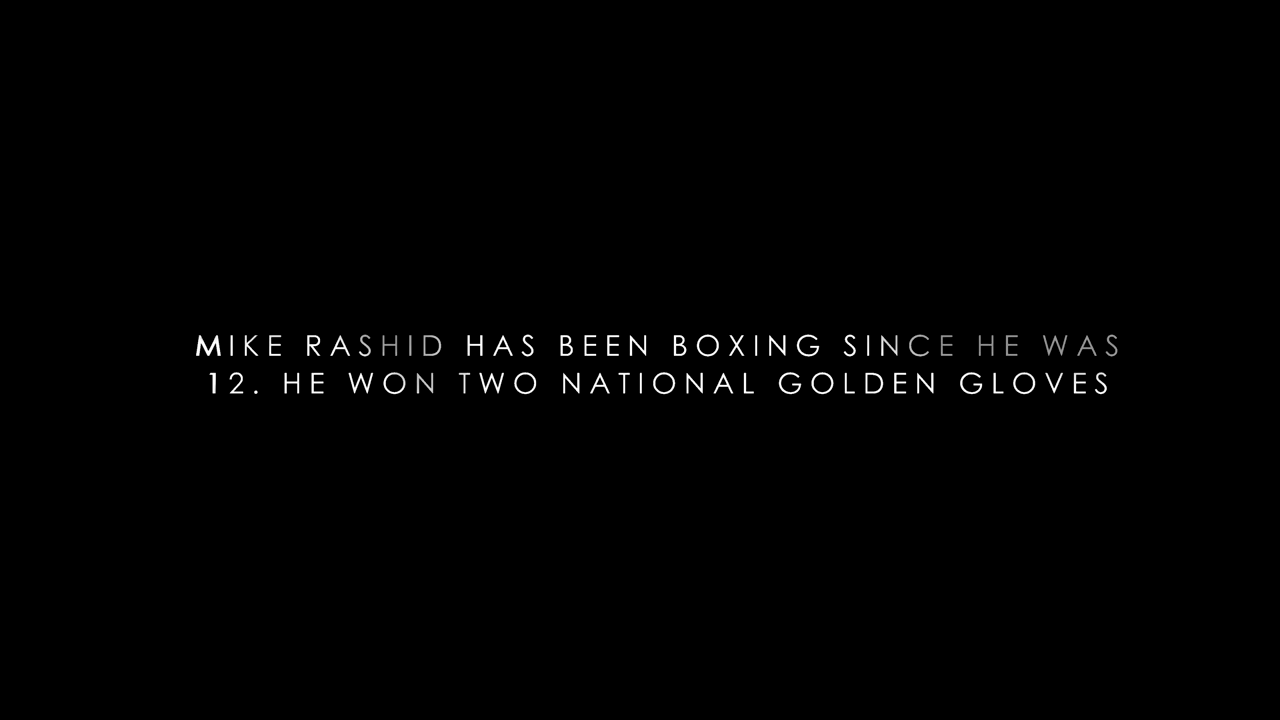 MIKE RASHID HAS BEEN BOXING SINCE HE WAS
12. HE WON TWO NATIONAL GOLDEN GLOVES